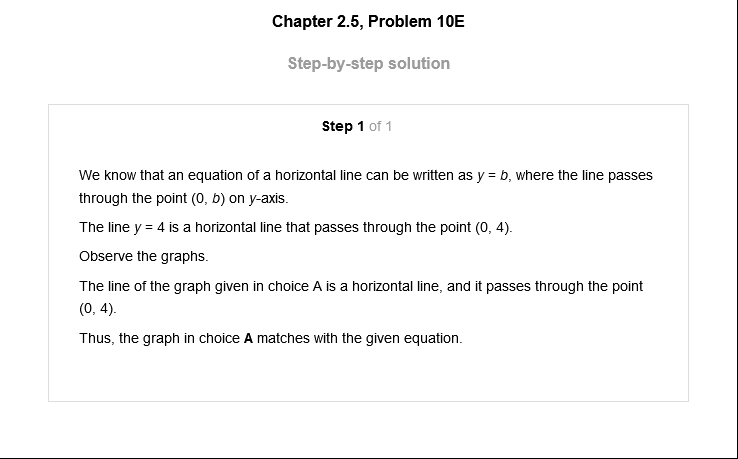 Chapter 2.5, Problem 10E
Step-by-step solution
Step 1 of 1
We know that an equation of a horizontal line can be written as y = b, where the line passes
through the point (0, b) on y-axis.
The line y = 4 is a horizontal line that passes through the point (0, 4).
Observe the graphs.
The line of the graph given in choice A is a horizontal line, and it passes through the point
(0, 4).
Thus, the graph in choice A matches with the given equation.